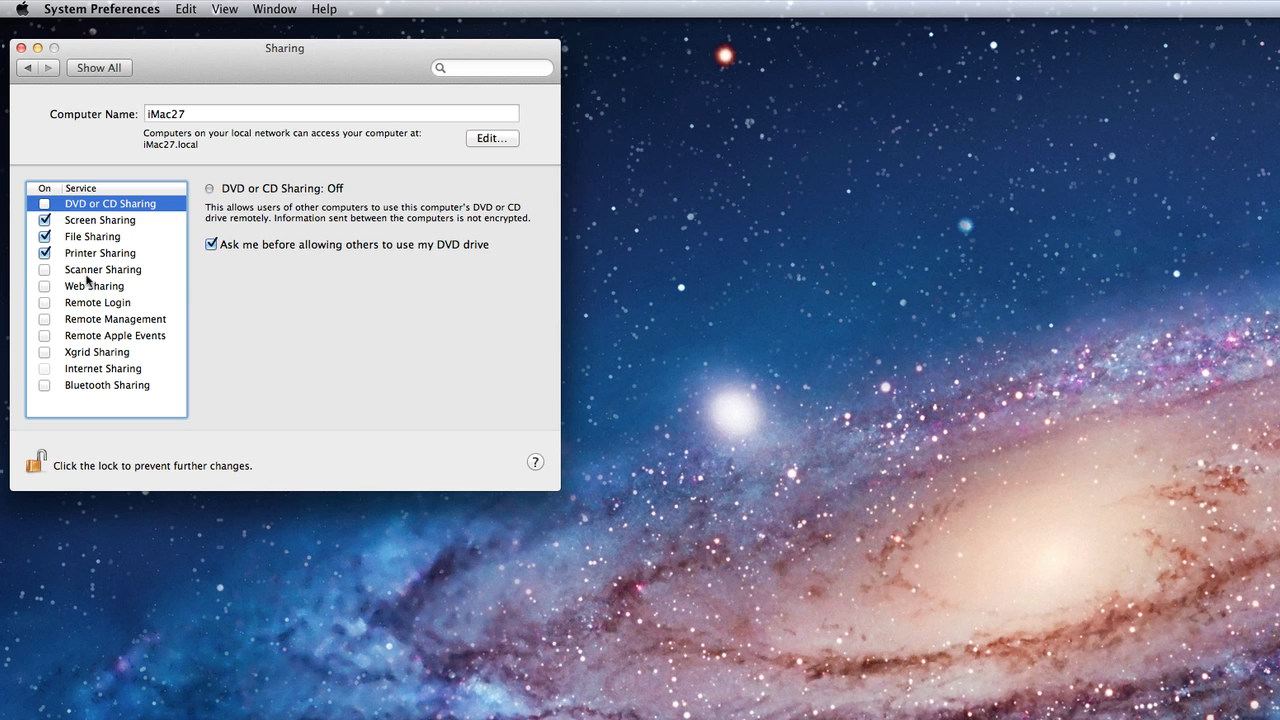 System Preferences Edit View Window Help
Sharing
Show All
Computer Name: iMac27
Computers on your local network can access your computer at:
iMac27.local
Edit...
On Service
DVD or CD Sharing
Screen Sharing
File Sharing
Printer Sharing
Scanner Sharing
Web Sharing
Remote Login
Remote Management
Remote Apple Events
Xgrid Sharing
Internet Sharing
Bluetooth Sharing
DVD or CD Sharing: Off
This allows users of other computers to use this computer's DVD or CD
drive remotely. Information sent between the computers is not encrypted.
Ask me before allowing others to use my DVD drive
Click the lock to prevent further changes.
?